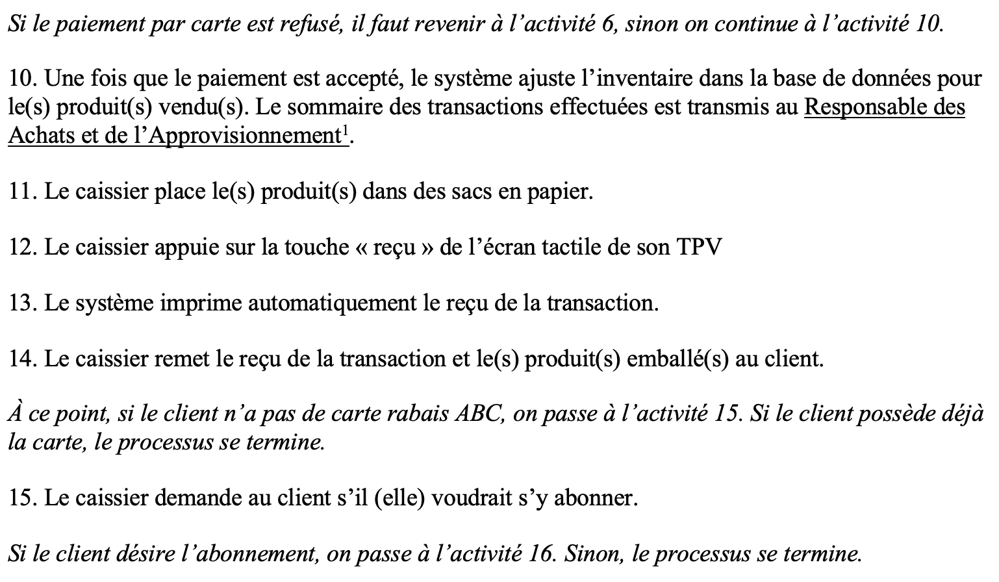 Si le paiement par carte est refusé, il faut revenir à l’activité 6, sinon on continue à l’activité 10.
10. Une fois que le paiement est accepté, le système ajuste l’inventaire dans la base de données pour
le(s) produit(s) vendu(s). Le sommaire des transactions effectuées est transmis au Responsable des
Achats et de l’Approvisionnement¹.
11. Le caissier place le(s) produit(s) dans des sacs en papier.
12. Le caissier appuie sur la touche « reçu » de l’écran tactile de son TPV
13. Le système imprime automatiquement le reçu de la transaction.
14. Le caissier remet le reçu de la transaction et le(s) produit(s) emballé(s) au client.
À ce point, si le client n’a pas de carte rabais ABC, on passe à l’activité 15. Si le client possède déjà
la carte, le processus se termine.
15. Le caissier demande au client s’il (elle) voudrait s’y abonner.
Si le client désire l’abonnement, on passe à l’activité 16. Sinon, le processus se termine.